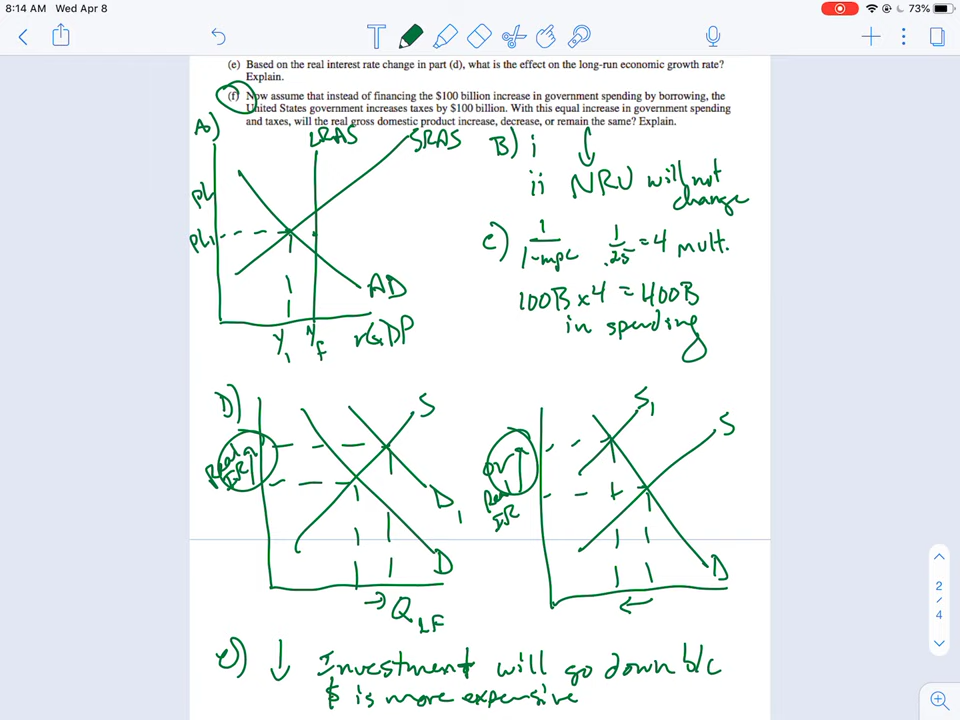 8:14 AM Wed Apr 8
73%
T
(e) Based on the real interest rate change in part (d), what is the effect on the long-run economic growth rate?
Explain.
(f) Now assume that instead of financing the $100 billion increase in government spending by borrowing, the
United States government increases taxes by $100 billion. With this equal increase in government spending
and taxes, will the real gross domestic product increase, decrease, or remain the same? Explain.
A)
LRAS
SRAS
PL
PL1
AD
Y1
Yf
rGDP
B) i ↓
ii NRU will not
change
C) 1/1-mpc 1/.25 = 4 mult.
100B x 4 = 400B
in spending
D)
S
Real
IR ↑
D1
D
→ Q LF
S1
S
or ↑
Real
IR
D
←
e) ↓ Investment will go down b/c
$ is more expensive
2
/
4